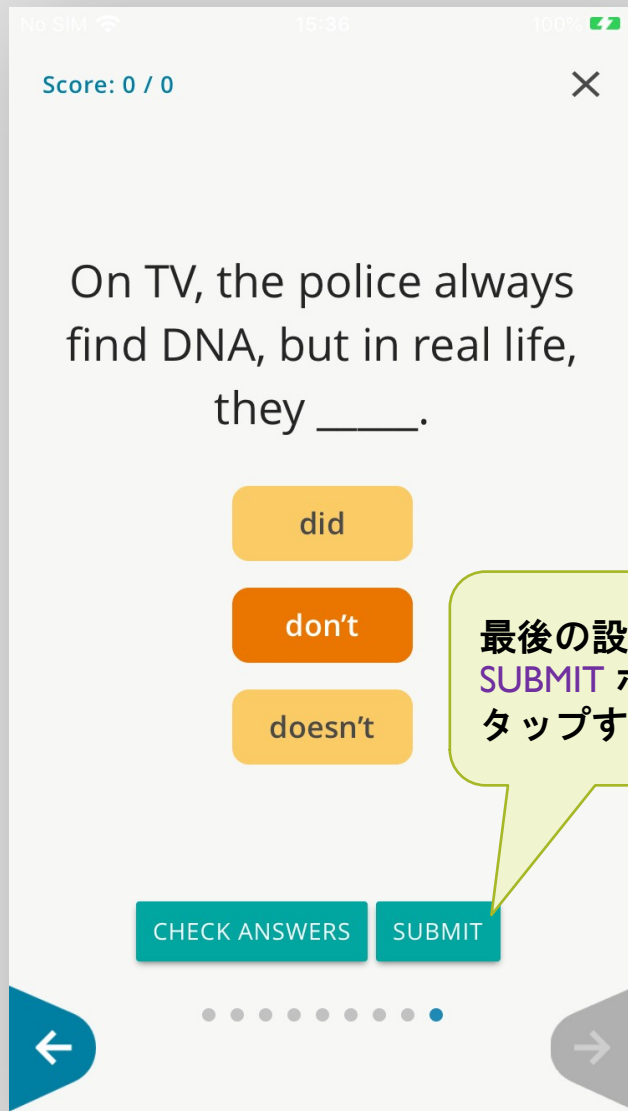 No SIM 15:36 100%
Score: 0 / 0
On TV, the police always
find DNA, but in real life,
they _____.
did
don't
doesn't
最後の設
SUBMIT
タップす
CHECK ANSWERS SUBMIT